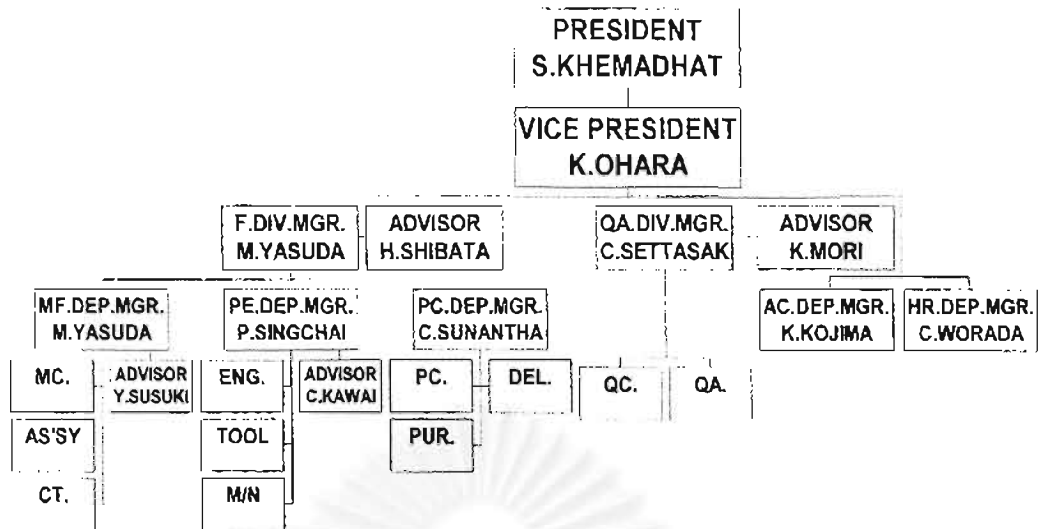 PRESIDENT
S.KHEMADHAT
VICE PRESIDENT
K.OHARA
F.DIV.MGR.
M.YASUDA
ADVISOR
H.SHIBATA
QA.DIV.MGR.
C.SETTASAK
ADVISOR
K.MORI
MF.DEP.MGR.
M.YASUDA
PE.DEP.MGR.
P.SINGCHAI
PC.DEP.MGR.
C.SUNANTHA
AC.DEP.MGR.
K.KOJIMA
HR.DEP.MGR.
C.WORADA
MC.
ADVISOR
Y.SUSUKI
ENG.
ADVISOR
C.KAWAI
PC.
DEL.
QC.
QA.
AS'SY
TOOL
PUR.
CT.
M/N